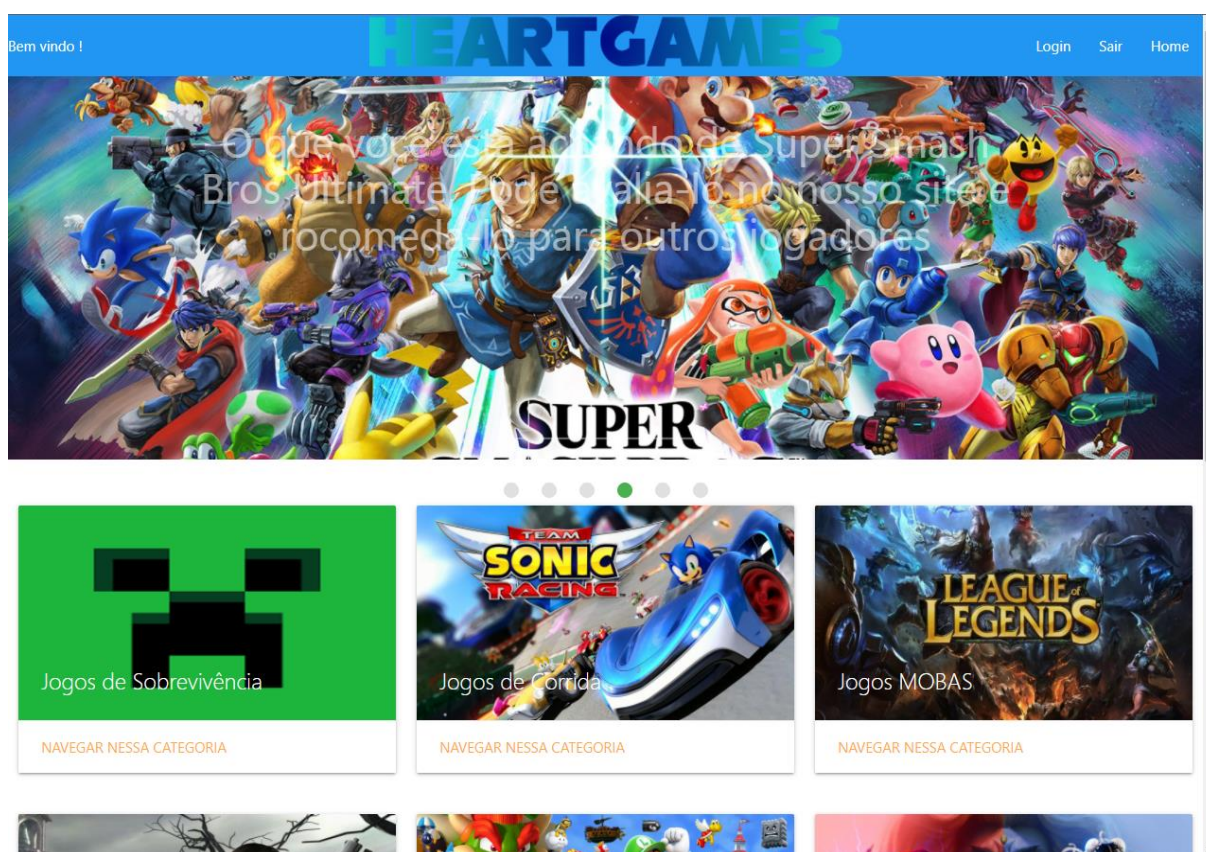 Bem vindo !
HEARTGAMES
Login Sair Home
O que você está achando de Super Smash
Bros ultimate, Pode avalia-lo no nosso site e
rocomeda-lo para outros jogadores
SUPER
TEAM
SONIC
RACING
LEAGUE of
LEGENDS
Jogos de Sobrevivência
Jogos de Corrida
Jogos MOBAS
NAVEGAR NESSA CATEGORIA
NAVEGAR NESSA CATEGORIA
NAVEGAR NESSA CATEGORIA